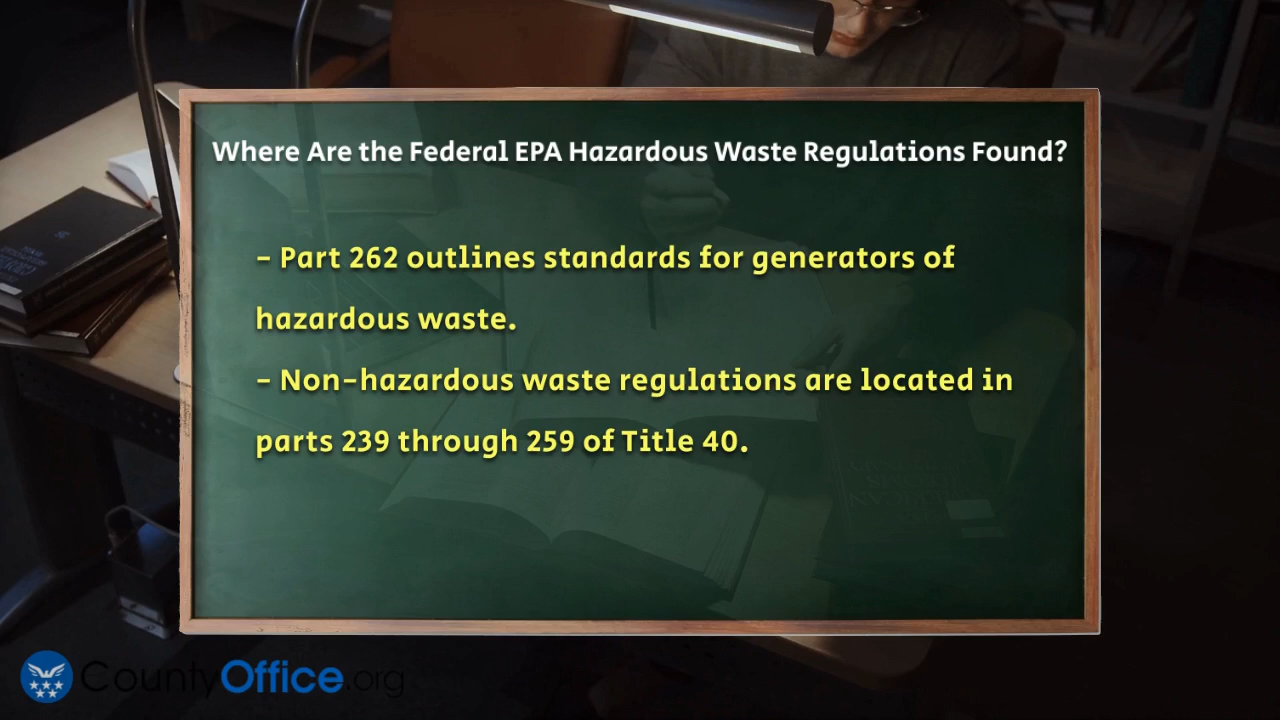 Where Are the Federal EPA Hazardous Waste Regulations Found?
- Part 262 outlines standards for generators of
hazardous waste.
- Non-hazardous waste regulations are located in
parts 239 through 259 of Title 40.
CountyOffice.org